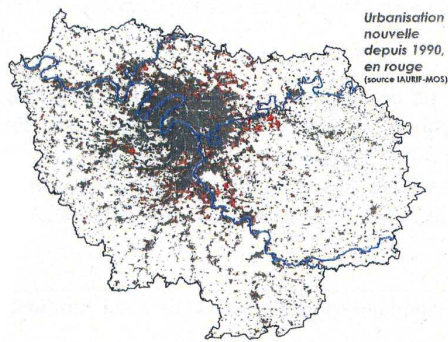 Urbanisation
nouvelle
depuis 1990,
en rouge
(source IAURIF-MOS)